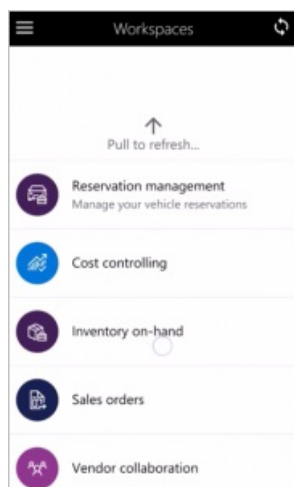 Workspaces
Pull to refresh...
Reservation management
Manage your vehicle reservations
Cost controlling
Inventory on-hand
Sales orders
Vendor collaboration